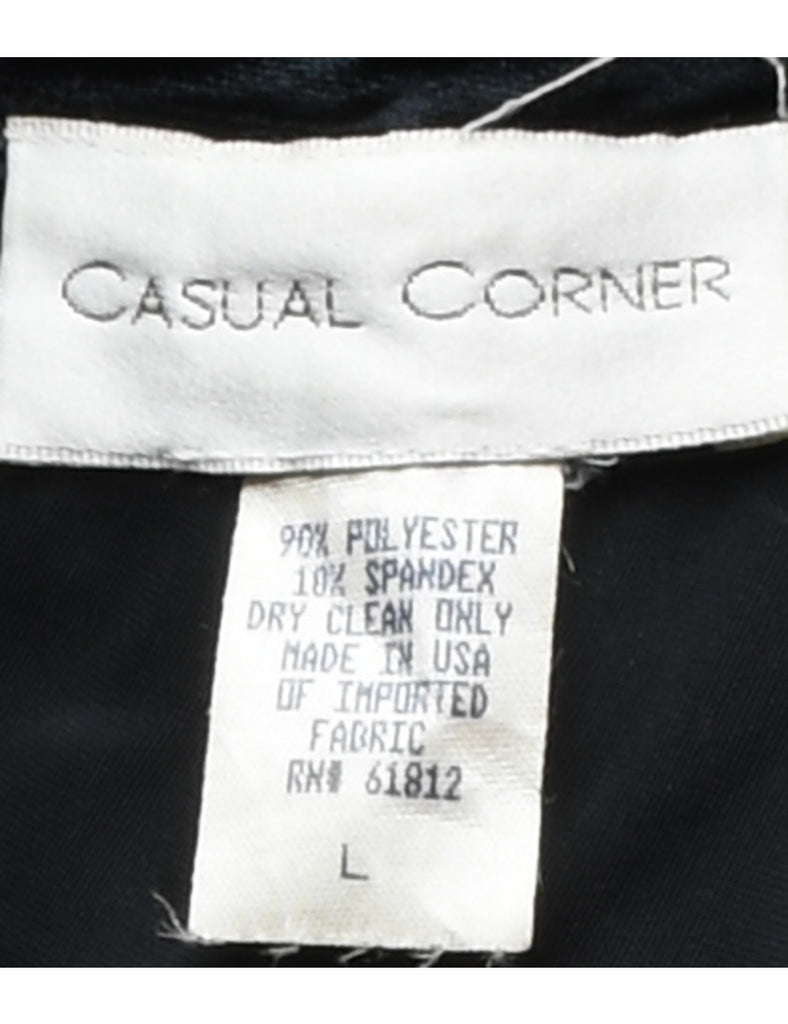 CASUAL CORNER
90% POLYESTER
10% SPANDEX
DRY CLEAN ONLY
MADE IN USA
OF IMPORTED
FABRIC
RN# 61812
L